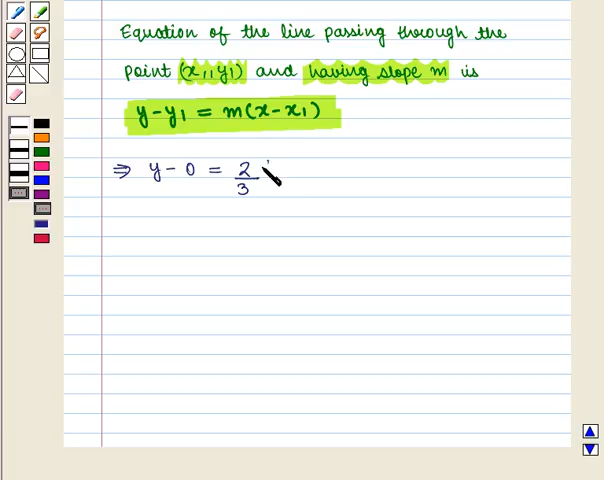 Equation of the line passing through the
point (x₁, y₁) and having slope m is
y - y₁ = m(x - x₁)
⇒ y - 0 = 2/3